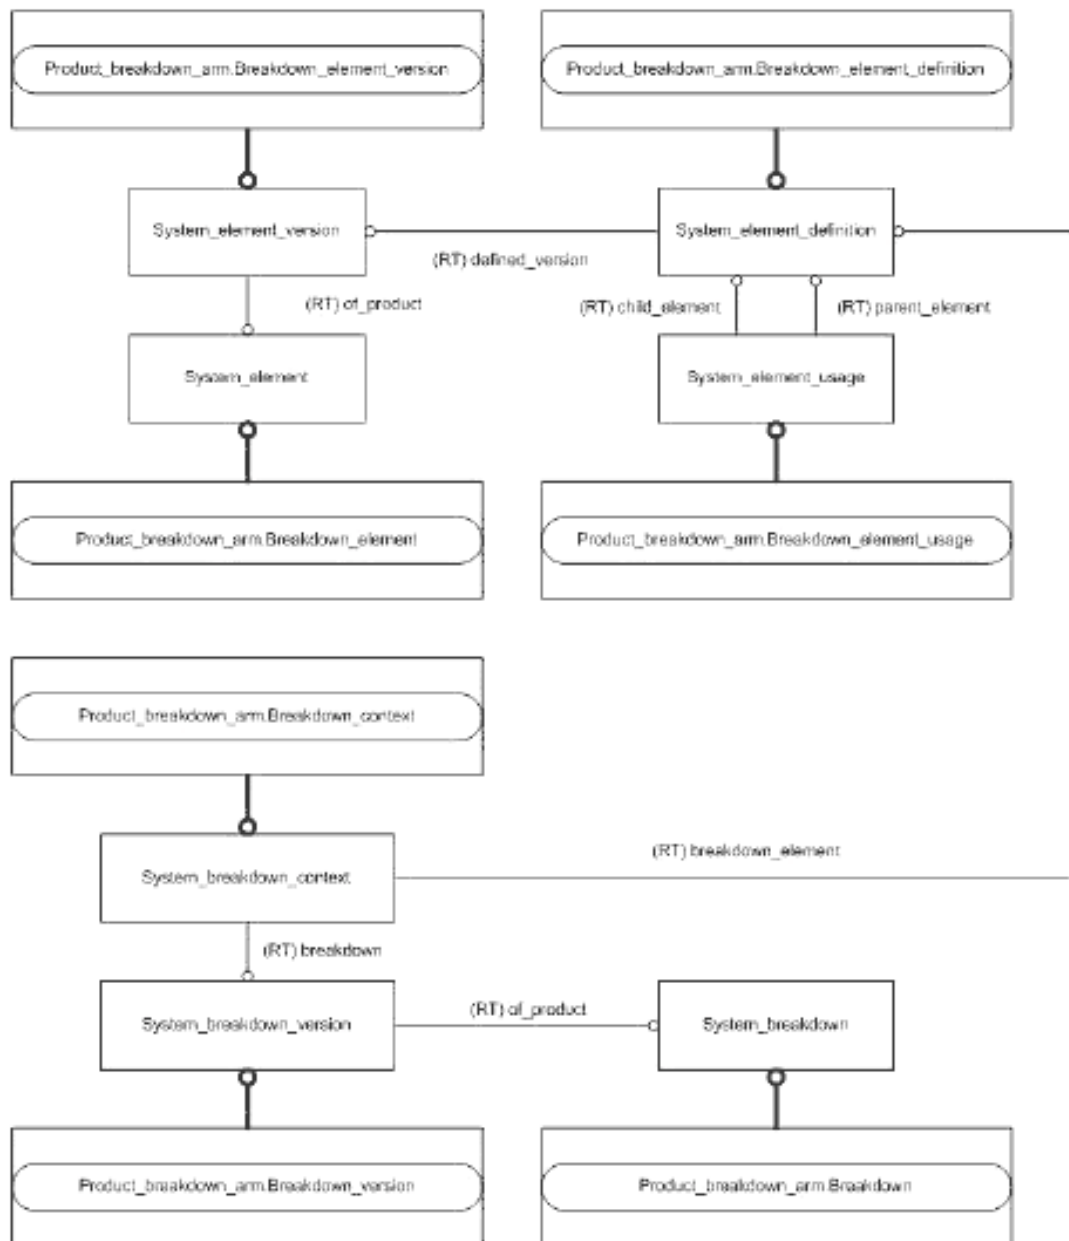 Product_breakdown_arm.Breakdown_element_version
Product_breakdown_arm.Breakdown_element_definition
System_element_version
System_element_definition
(RT) defined_version
(RT) of_product
(RT) child_element
(RT) parent_element
System_element
System_element_usage
Product_breakdown_arm.Breakdown_element
Product_breakdown_arm.Breakdown_element_usage
Product_breakdown_arm.Breakdown_context
(RT) breakdown_element
System_breakdown_context
(RT) breakdown
(RT) of_product
System_breakdown_version
System_breakdown
Product_breakdown_arm.Breakdown_version
Product_breakdown_arm.Breakdown